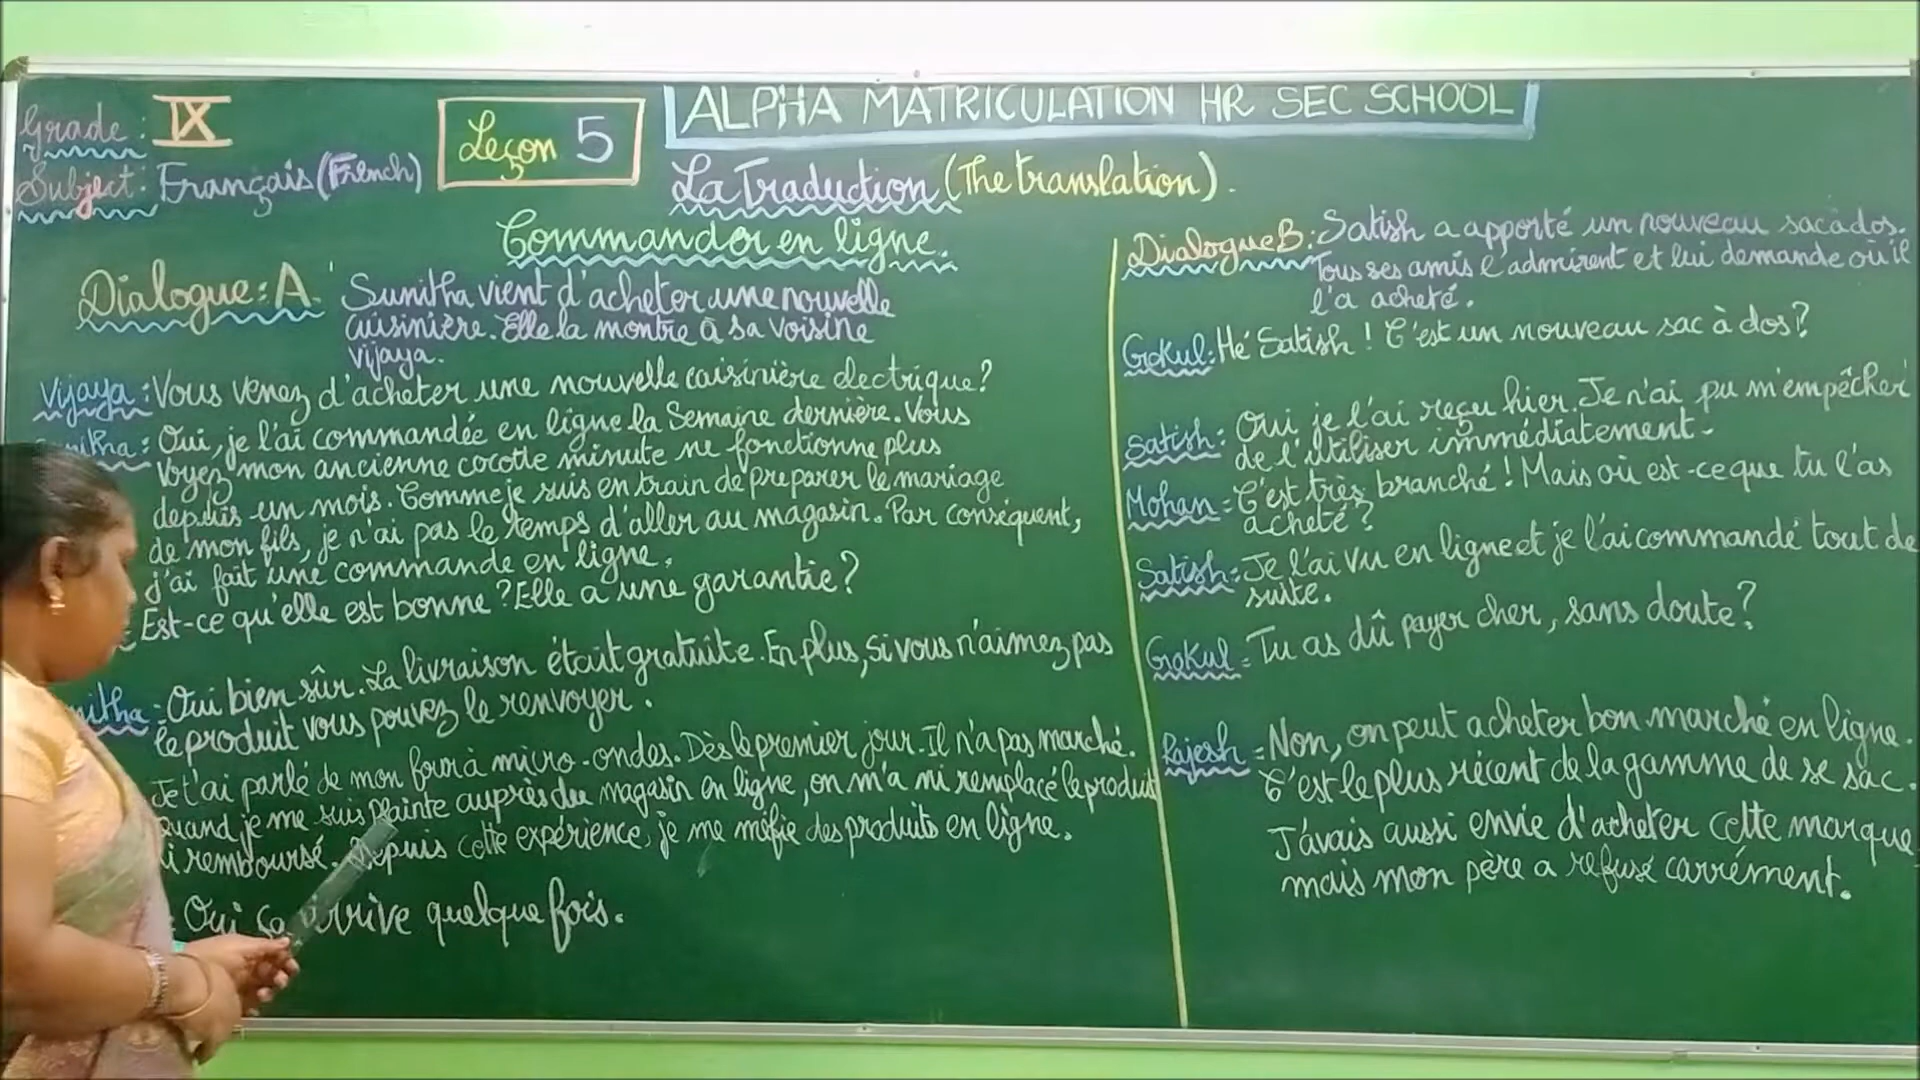 Grade: IX
Subject: Français (French)
Leçon 5
ALPHA MATRICULATION HR SEC SCHOOL
La Traduction (The translation).
Commander en ligne.
Dialogue: A. Sunitha vient d'acheter une nouvelle
cuisinière. Elle la montre à sa voisine
vijaya.
Vijaya: Vous venez d'acheter une nouvelle cuisinière électrique?
Oui, je l'ai commandée en ligne la Semaine dernière. Vous
voyez mon ancienne cocotte minute ne fonctionne plus
depuis un mois. Comme je suis en train de preparer le mariage
de mon fils, je n'ai pas le temps d'aller au magasin. Par conséquent,
j'ai fait une commande en ligne.
Est-ce qu'elle est bonne? Elle a une garantie?
Oui bien sûr. La livraison était gratuite. En plus, si vous n'aimez pas
le produit vous pouvez le renvoyer.
Je t'ai parlé de mon four à micro-ondes. Dès le premier jour. Il n'a pas marché.
quand je me suis plainte auprès du magasin en ligne, on m'a ni remplacé le produit
ni remboursé. Depuis cette expérience, je me méfie des produits en ligne.
Oui ça arrive quelque fois.
Dialogue B: Satish a apporté un nouveau sac à dos.
Tous ses amis l'admirent et lui demande où il
l'a acheté.
Gokul: Hé Satish! C'est un nouveau sac à dos?
Satish: Oui je l'ai reçu hier. Je n'ai pu m'empêcher
de l'utiliser immédiatement.
Mohan: C'est très branché! Mais où est-ce que tu l'as
acheté?
Satish: Je l'ai vu en ligne et je l'ai commandé tout de
suite.
Gokul: Tu as dû payer cher, sans doute?
Rajesh: Non, on peut acheter bon marché en ligne.
C'est le plus récent de la gamme de se sac.
J'avais aussi envie d'acheter cette marque
mais mon père a refusé carrément.